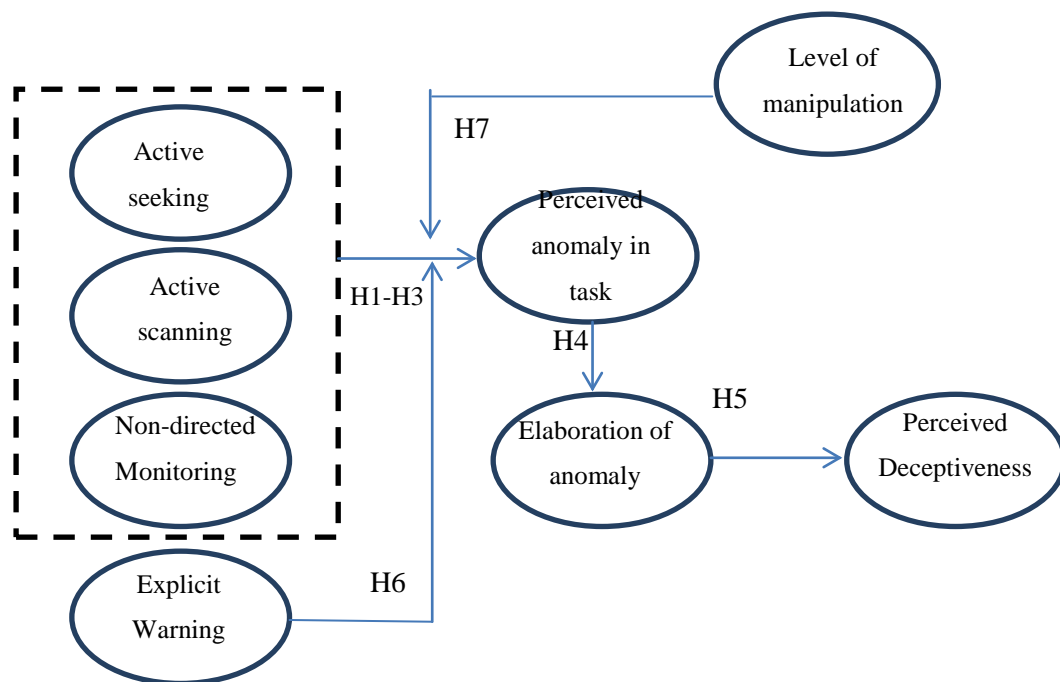 Level of
manipulation
H7
Active
seeking
Perceived
anomaly in
task
H1-H3
Active
scanning
H4
H5
Non-directed
Monitoring
Elaboration of
anomaly
Perceived
Deceptiveness
H6
Explicit
Warning